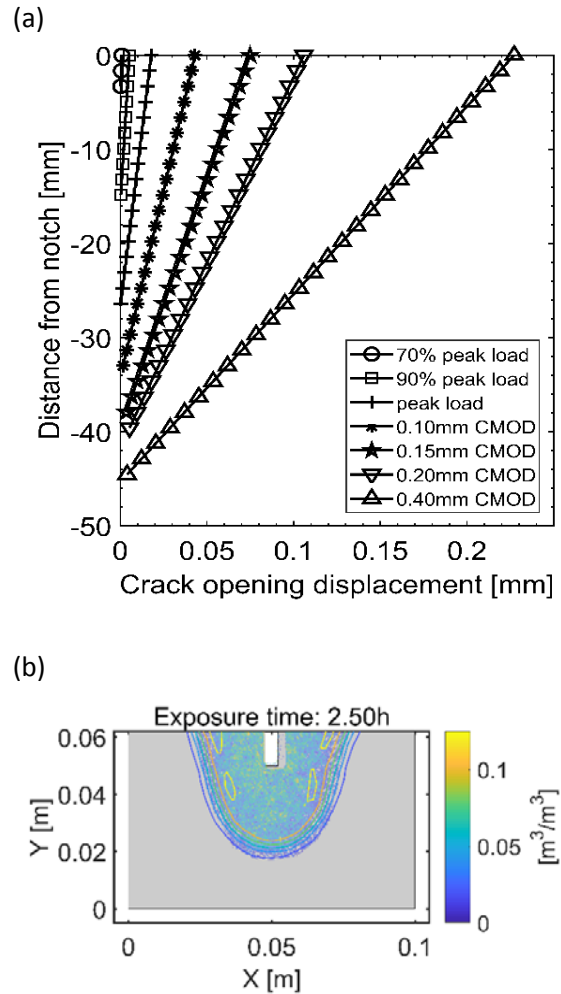 (a)
0
-10
-20
-30
-40
-50
Distance from notch [mm]
70% peak load
90% peak load
peak load
0.10mm CMOD
0.15mm CMOD
0.20mm CMOD
0.40mm CMOD
0 0.05 0.1 0.15 0.2
Crack opening displacement [mm]
(b)
Exposure time: 2.50h
0.06
0.04
0.02
0
Y [m]
0 0.05 0.1
X [m]
0.1
0.05
0
[m³/m³]